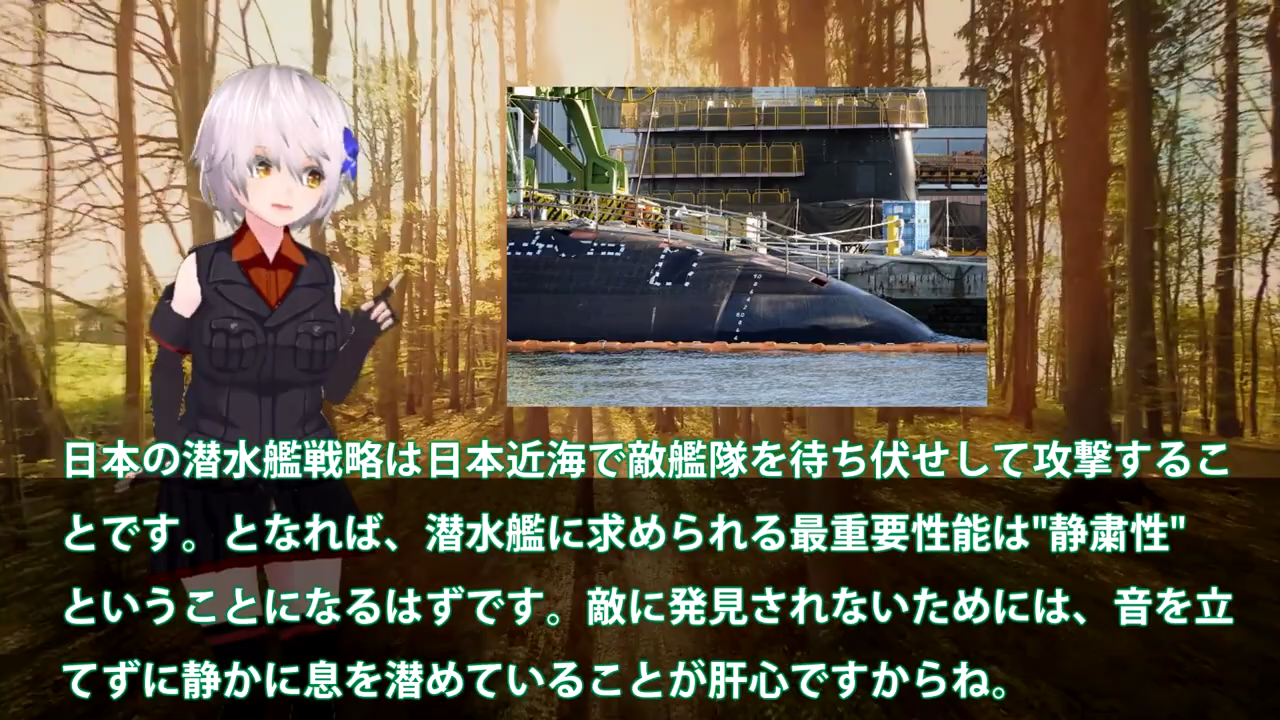 日本の潜水艦戦略は日本近海で敵艦隊を待ち伏せして攻撃するこ
とです。となれば、潜水艦に求められる最重要性能は"静粛性"
ということになるはずです。敵に発見されないためには、音を立
てずに静かに息を潜めていることが肝心ですからね。